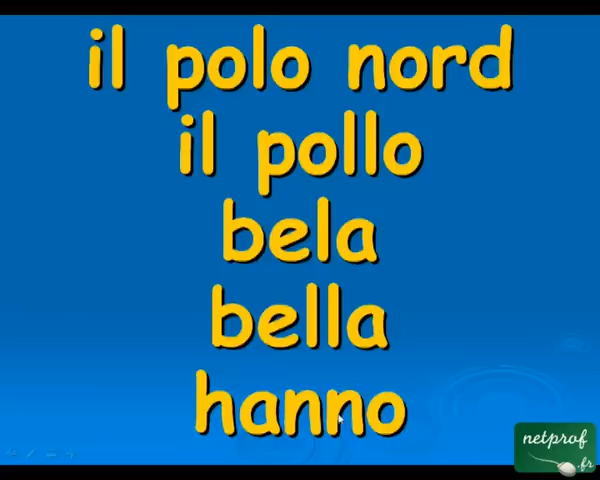 il polo nord
il pollo
bela
bella
hanno
netprof
.fr